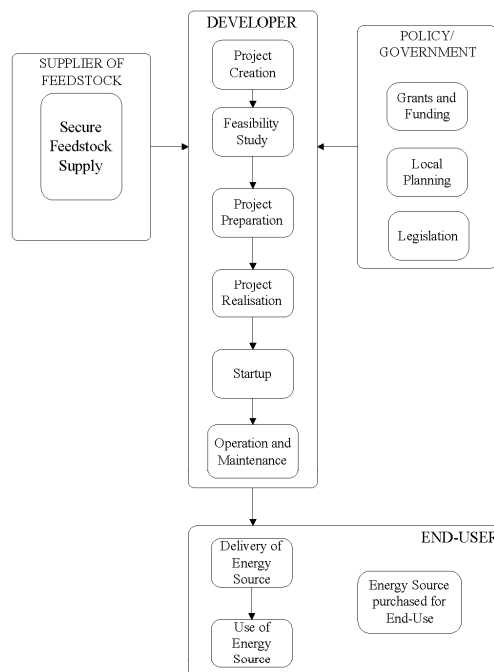 DEVELOPER
Project
Creation
Feasibility
Study
Project
Preparation
Project
Realisation
Startup
Operation and
Maintenance
SUPPLIER OF
FEEDSTOCK
Secure
Feedstock
Supply
POLICY/
GOVERNMENT
Grants and
Funding
Local
Planning
Legislation
END-USER
Delivery of
Energy
Source
Use of
Energy
Source
Energy Source
purchased for
End-Use